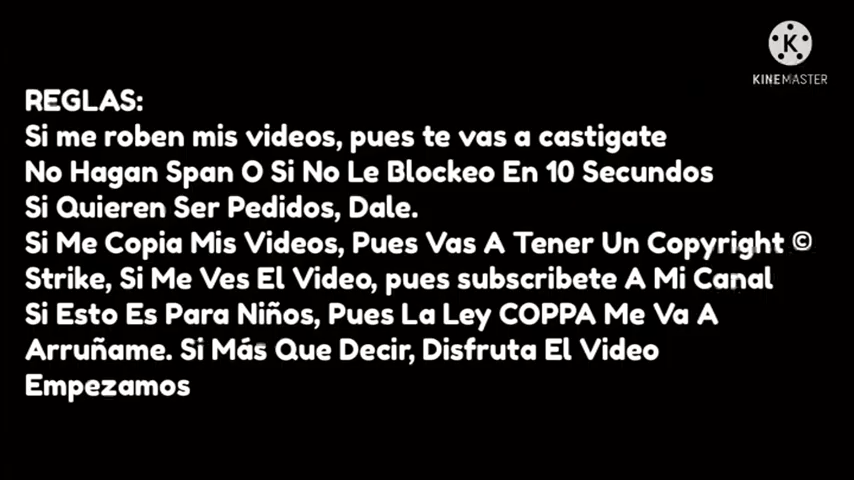 KINEMASTER
REGLAS:
Si me roben mis videos, pues te vas a castigate
No Hagan Span O Si No Le Blockeo En 10 Secundos
Si Quieren Ser Pedidos, Dale.
Si Me Copia Mis Videos, Pues Vas A Tener Un Copyright ©
Strike, Si Me Ves El Video, pues subscribete A Mi Canal
Si Esto Es Para Niños, Pues La Ley COPPA Me Va A
Arruñame. Si Más Que Decir, Disfruta El Video
Empezamos